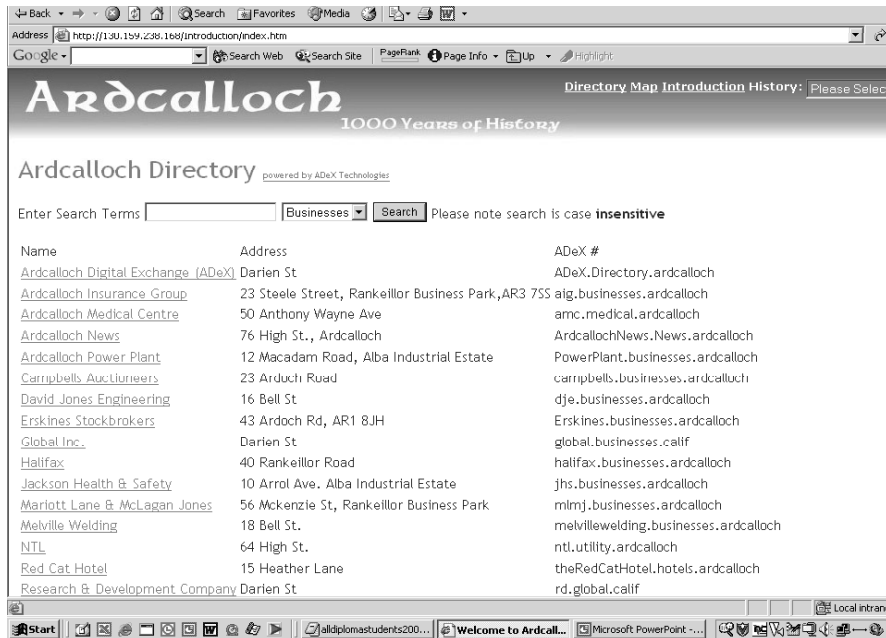 Back Search Favorites Media
Address http://130.159.238.168/Introduction/index.htm
Google Search Web Search Site PageRank Page Info Up Highlight
Ardcalloch Directory Map Introduction History: Please Selec
1000 Years of History
Ardcalloch Directory powered by ADeX Technologies
Enter Search Terms Businesses Search Please note search is case insensitive
Name Address ADeX #
Ardcalloch Digital Exchange (ADeX) Darien St ADeX.Directory.ardcalloch
Ardcalloch Insurance Group 23 Steele Street, Rankeillor Business Park,AR3 7SS aig.businesses.ardcalloch
Ardcalloch Medical Centre 50 Anthony Wayne Ave amc.medical.ardcalloch
Ardcalloch News 76 High St., Ardcalloch ArdcallochNews.News.ardcalloch
Ardcalloch Power Plant 12 Macadam Road, Alba Industrial Estate PowerPlant.businesses.ardcalloch
Campbells Auctioneers 23 Ardoch Road campbells.businesses.ardcalloch
David Jones Engineering 16 Bell St dje.businesses.ardcalloch
Erskines Stockbrokers 43 Ardoch Rd, AR1 8JH Erskines.businesses.ardcalloch
Global Inc. Darien St global.businesses.calif
Halifax 40 Rankeillor Road halifax.businesses.ardcalloch
Jackson Health & Safety 10 Arrol Ave. Alba Industrial Estate jhs.businesses.ardcalloch
Mariott Lane & McLagan Jones 56 Mckenzie St, Rankeillor Business Park mlmj.businesses.ardcalloch
Melville Welding 18 Bell St. melvillewelding.businesses.ardcalloch
NTL 64 High St. ntl.utility.ardcalloch
Red Cat Hotel 15 Heather Lane theRedCatHotel.hotels.ardcalloch
Research & Development Company Darien St rd.global.calif
Local intran
Start alldiplomastudents200... Welcome to Ardcall... Microsoft PowerPoint -...